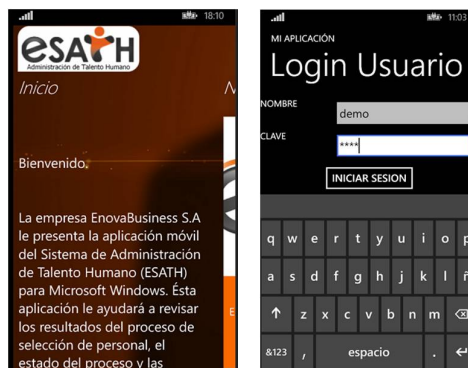 18:10
eSATH
Administración de Talento Humano
Inicio
Bienvenido.
La empresa EnovaBusiness S.A
le presenta la aplicación móvil
del Sistema de Administración
de Talento Humano (ESATH)
para Microsoft Windows. Ésta
aplicación le ayudará a revisar
los resultados del proceso de
selección de personal, el
estado del proceso y las
N
E
11:03
MI APLICACIÓN
Login Usuario
NOMBRE
demo
CLAVE
****
INICIAR SESION
q w e r t y u i o p
a s d f g h j k l ñ
z x c v b n m
&123 , espacio .